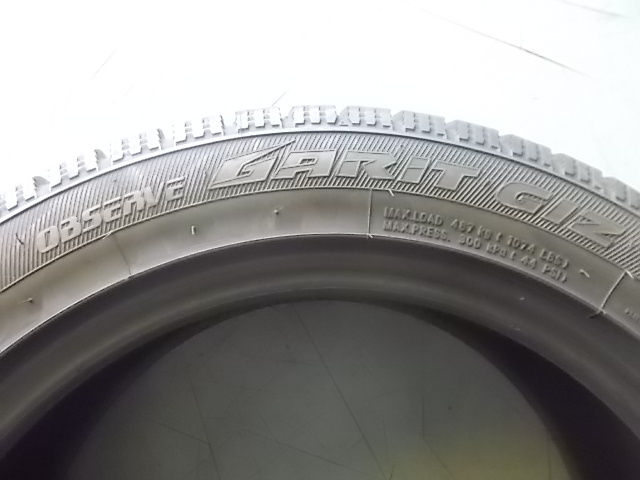 OBSERVE GARIT GIZ
MAX.LOAD 487 kg ( 1074 LBS)
MAX.PRESS. 300 kPa ( 44 PSI)